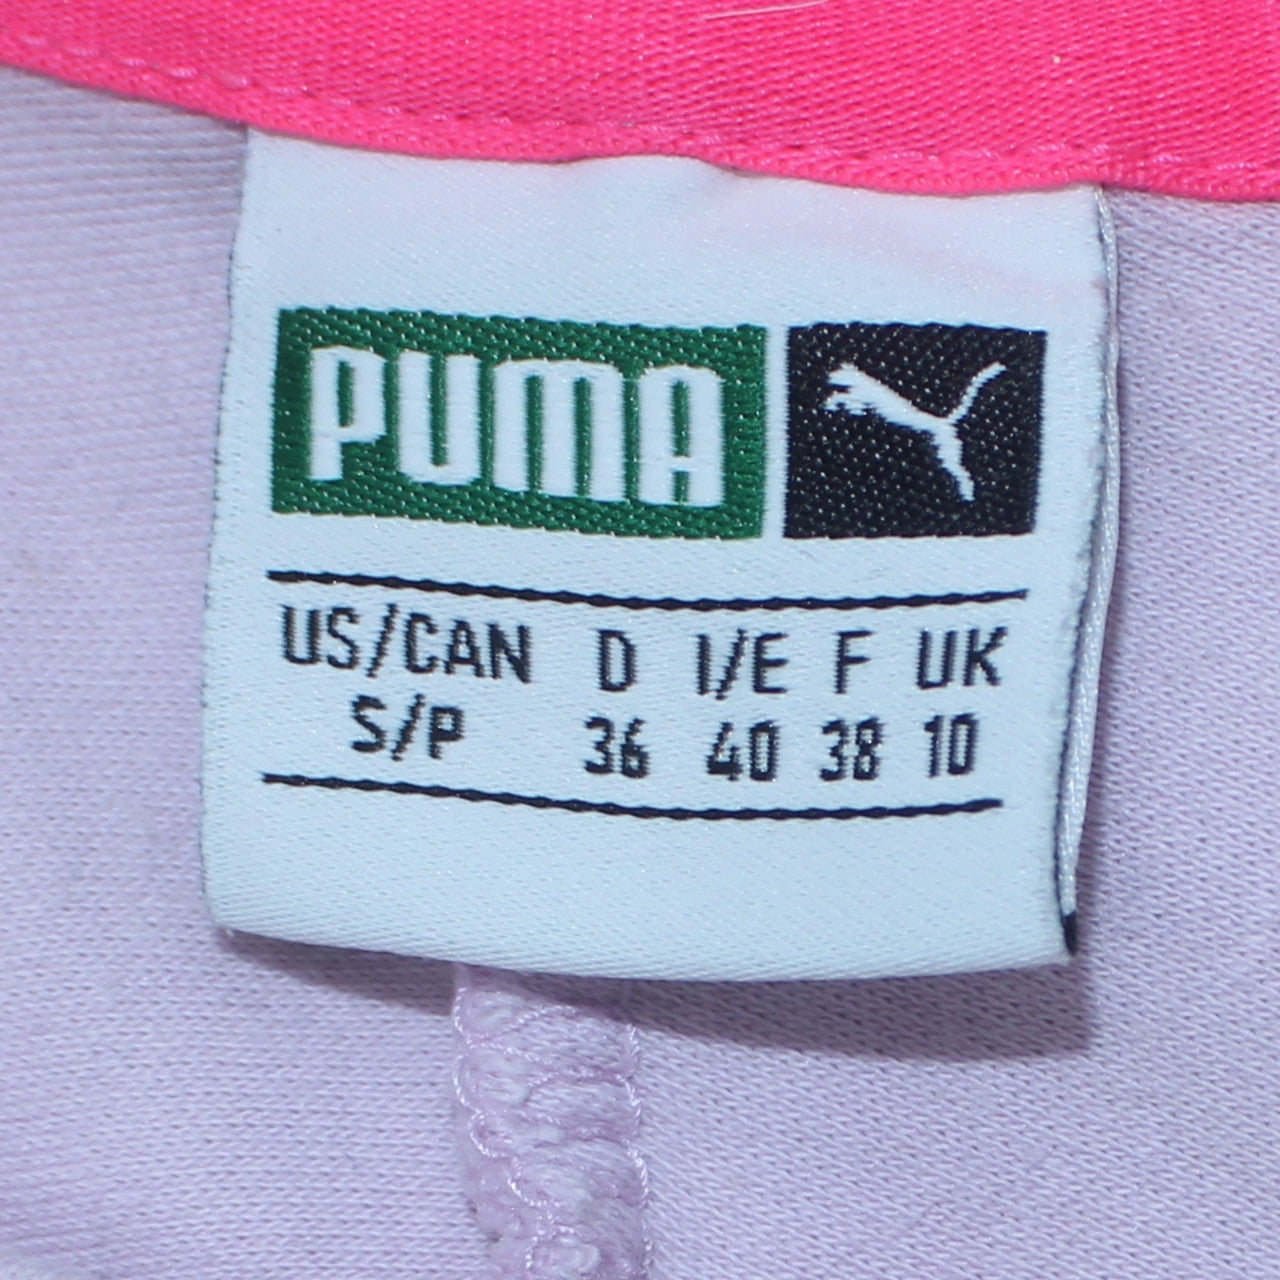 PUMA
US/CAN D I/E F UK
S/P 36 40 38 10